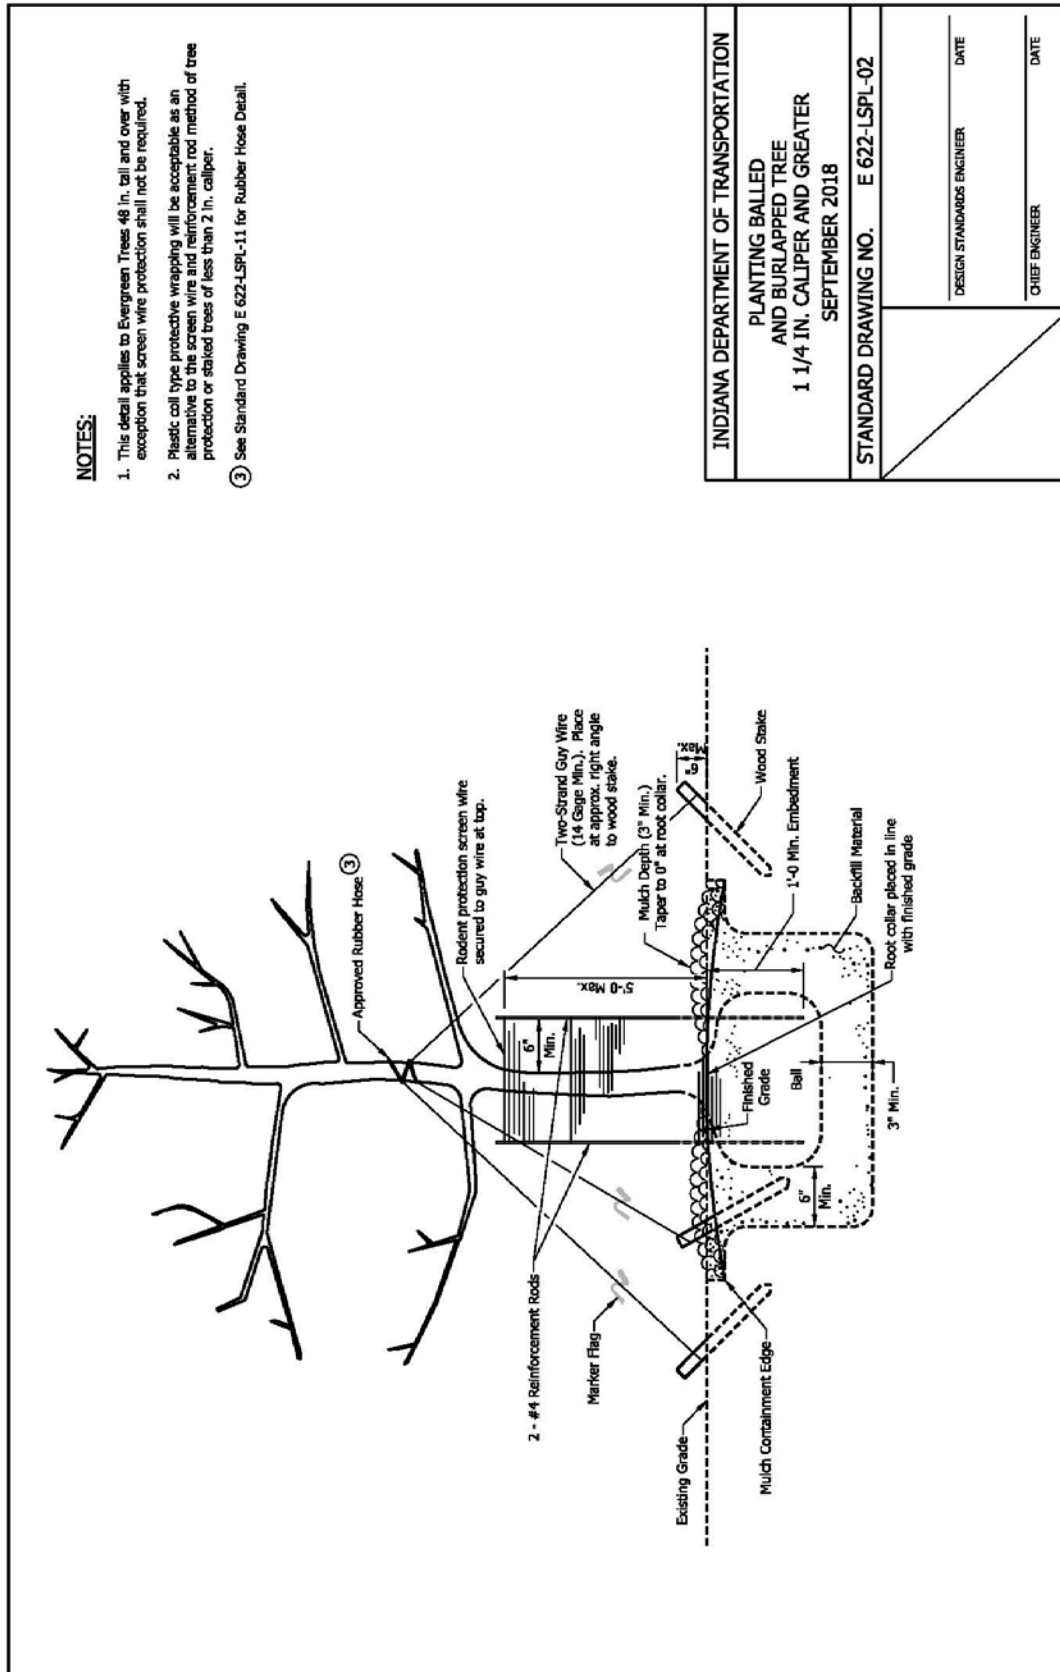 NOTES:
1. This detail applies to Evergreen Trees 48 in. tall and over with
exception that screen wire protection shall not be required.
2. Plastic coil type protective wrapping will be acceptable as an
alternative to the screen wire and reinforcement rod method of tree
protection or staked trees of less than 2 in. caliper.
3 See Standard Drawing E 622-LSPL-11 for Rubber Hose Detail.
Approved Rubber Hose 3
Rodent protection screen wire
secured to guy wire at top.
Two-Strand Guy Wire
(14 Gage Min.). Place
at approx. right angle
to wood stake.
2 - #4 Reinforcement Rods
6"
Min.
5'-0 Max.
Marker Flag
Mulch Depth (3" Min.)
Taper to 0" at root collar.
6"
Max.
Existing Grade
Mulch Containment Edge
Finished
Grade
Wood Stake
1'-0 Min. Embedment
Backfill Material
Ball
6"
Min.
3" Min.
Root collar placed in line
with finished grade
INDIANA DEPARTMENT OF TRANSPORTATION
PLANTING BALLED
AND BURLAPPED TREE
1 1/4 IN. CALIPER AND GREATER
SEPTEMBER 2018
STANDARD DRAWING NO. E 622-LSPL-02
DESIGN STANDARDS ENGINEER DATE
CHIEF ENGINEER DATE